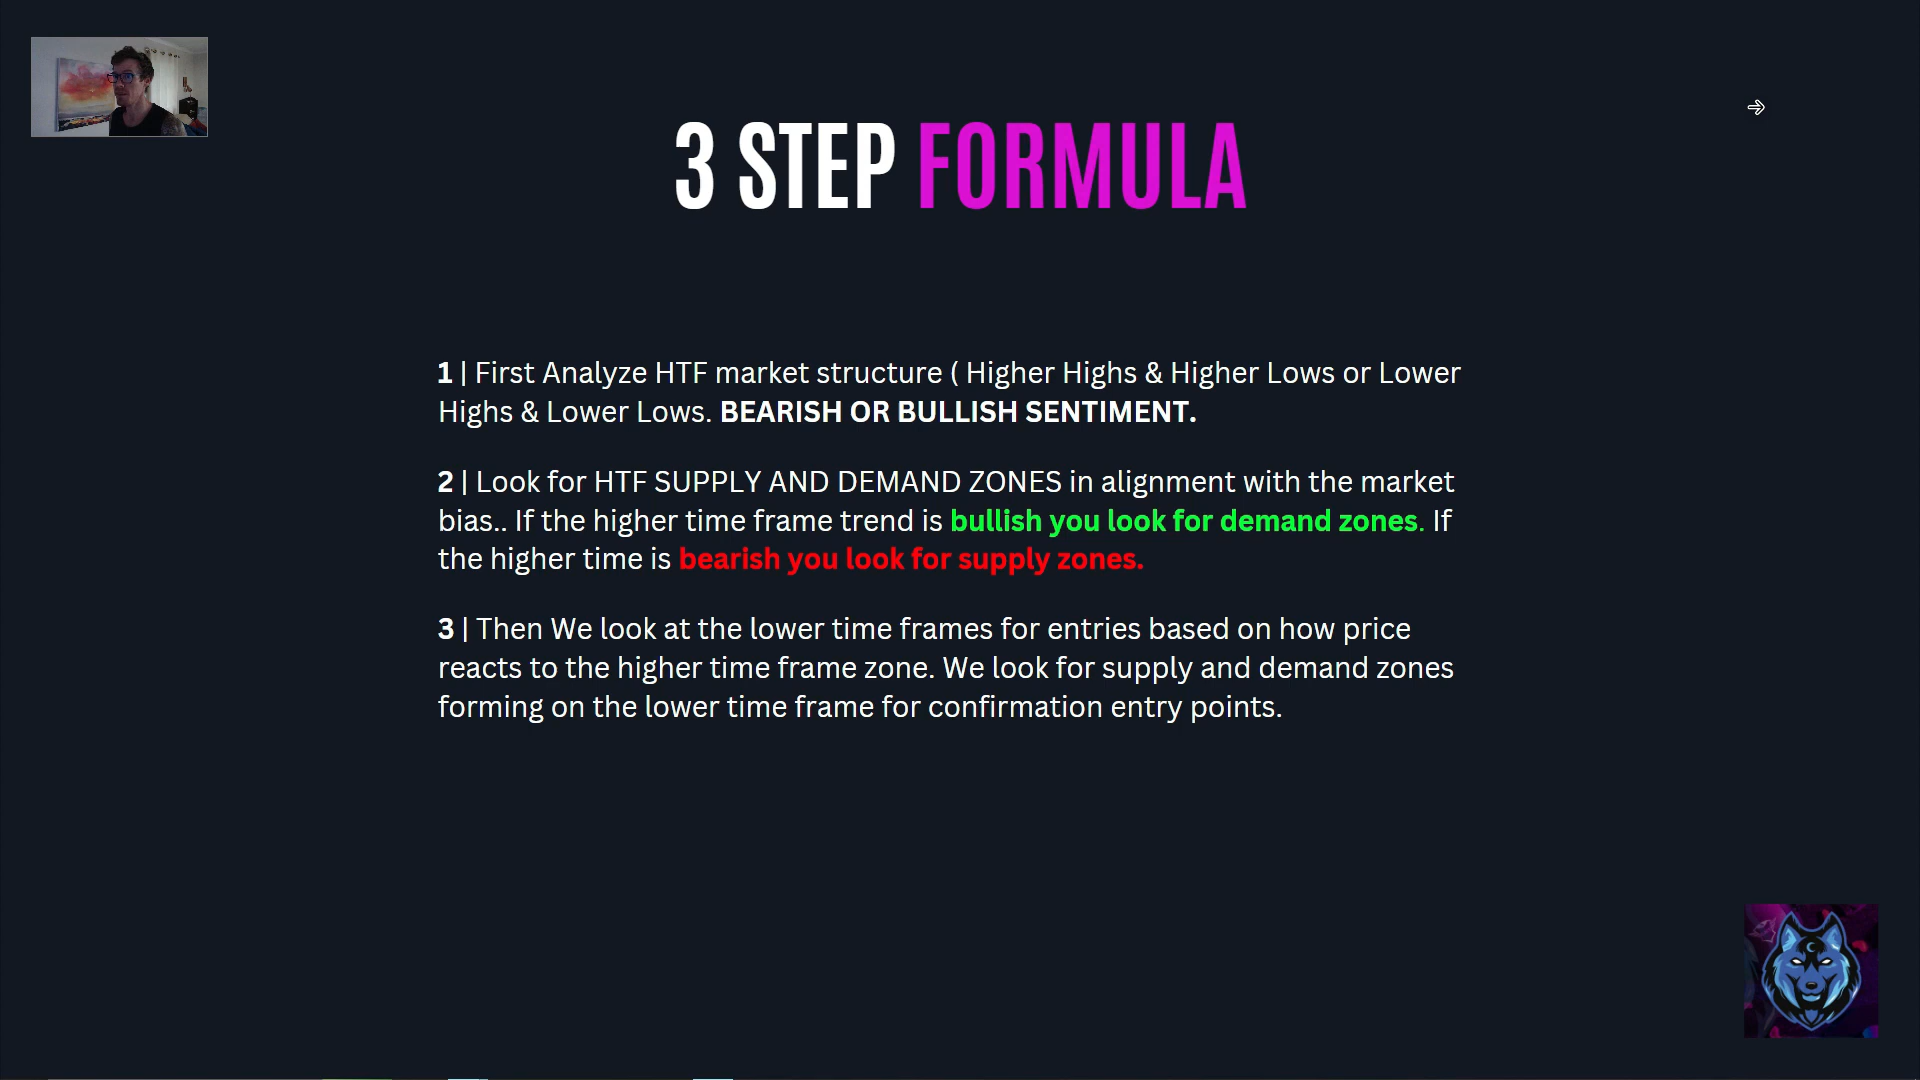 3 STEP FORMULA
1 | First Analyze HTF market structure ( Higher Highs & Higher Lows or Lower
Highs & Lower Lows. BEARISH OR BULLISH SENTIMENT.
2 | Look for HTF SUPPLY AND DEMAND ZONES in alignment with the market
bias.. If the higher time frame trend is bullish you look for demand zones. If
the higher time is bearish you look for supply zones.
3 | Then We look at the lower time frames for entries based on how price
reacts to the higher time frame zone. We look for supply and demand zones
forming on the lower time frame for confirmation entry points.